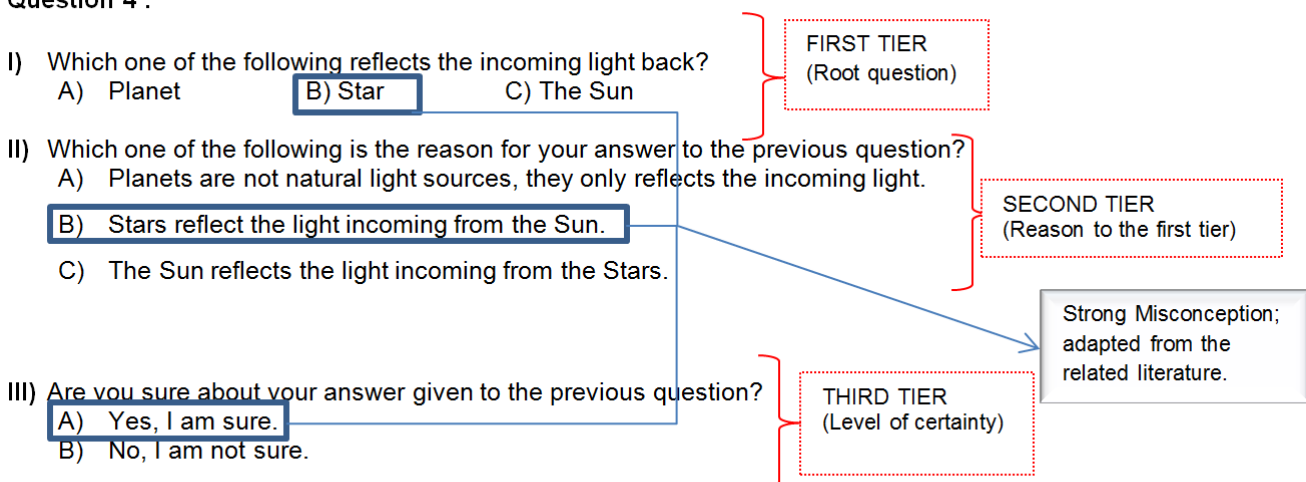 Question 4 :
I) Which one of the following reflects the incoming light back?
A) Planet B) Star C) The Sun
FIRST TIER
(Root question)
II) Which one of the following is the reason for your answer to the previous question?
A) Planets are not natural light sources, they only reflects the incoming light.
B) Stars reflect the light incoming from the Sun.
C) The Sun reflects the light incoming from the Stars.
SECOND TIER
(Reason to the first tier)
Strong Misconception;
adapted from the
related literature.
III) Are you sure about your answer given to the previous question?
A) Yes, I am sure.
B) No, I am not sure.
THIRD TIER
(Level of certainty)